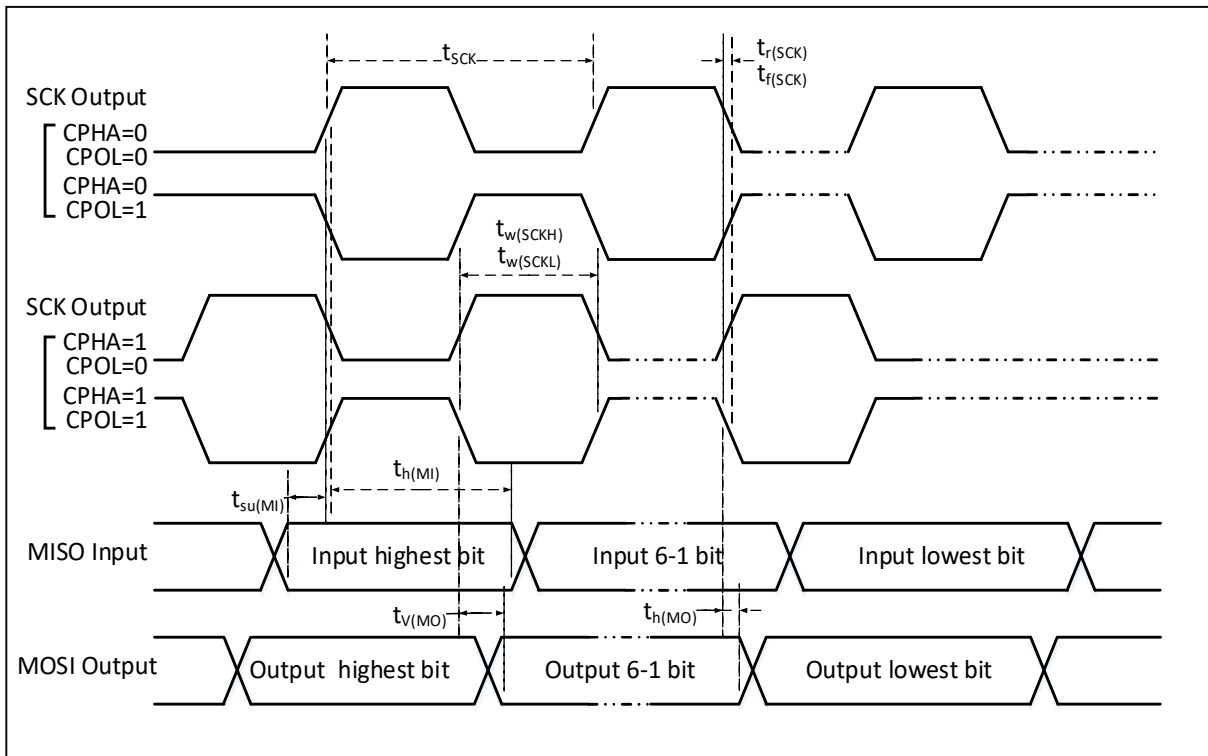 tSCK
tr(SCK)
tf(SCK)
SCK Output
CPHA=0
CPOL=0
CPHA=0
CPOL=1
tw(SCKH)
tw(SCKL)
SCK Output
CPHA=1
CPOL=0
CPHA=1
CPOL=1
th(MI)
tsu(MI)
MISO Input
Input highest bit
Input 6-1 bit
Input lowest bit
tV(MO)
th(MO)
MOSI Output
Output highest bit
Output 6-1 bit
Output lowest bit